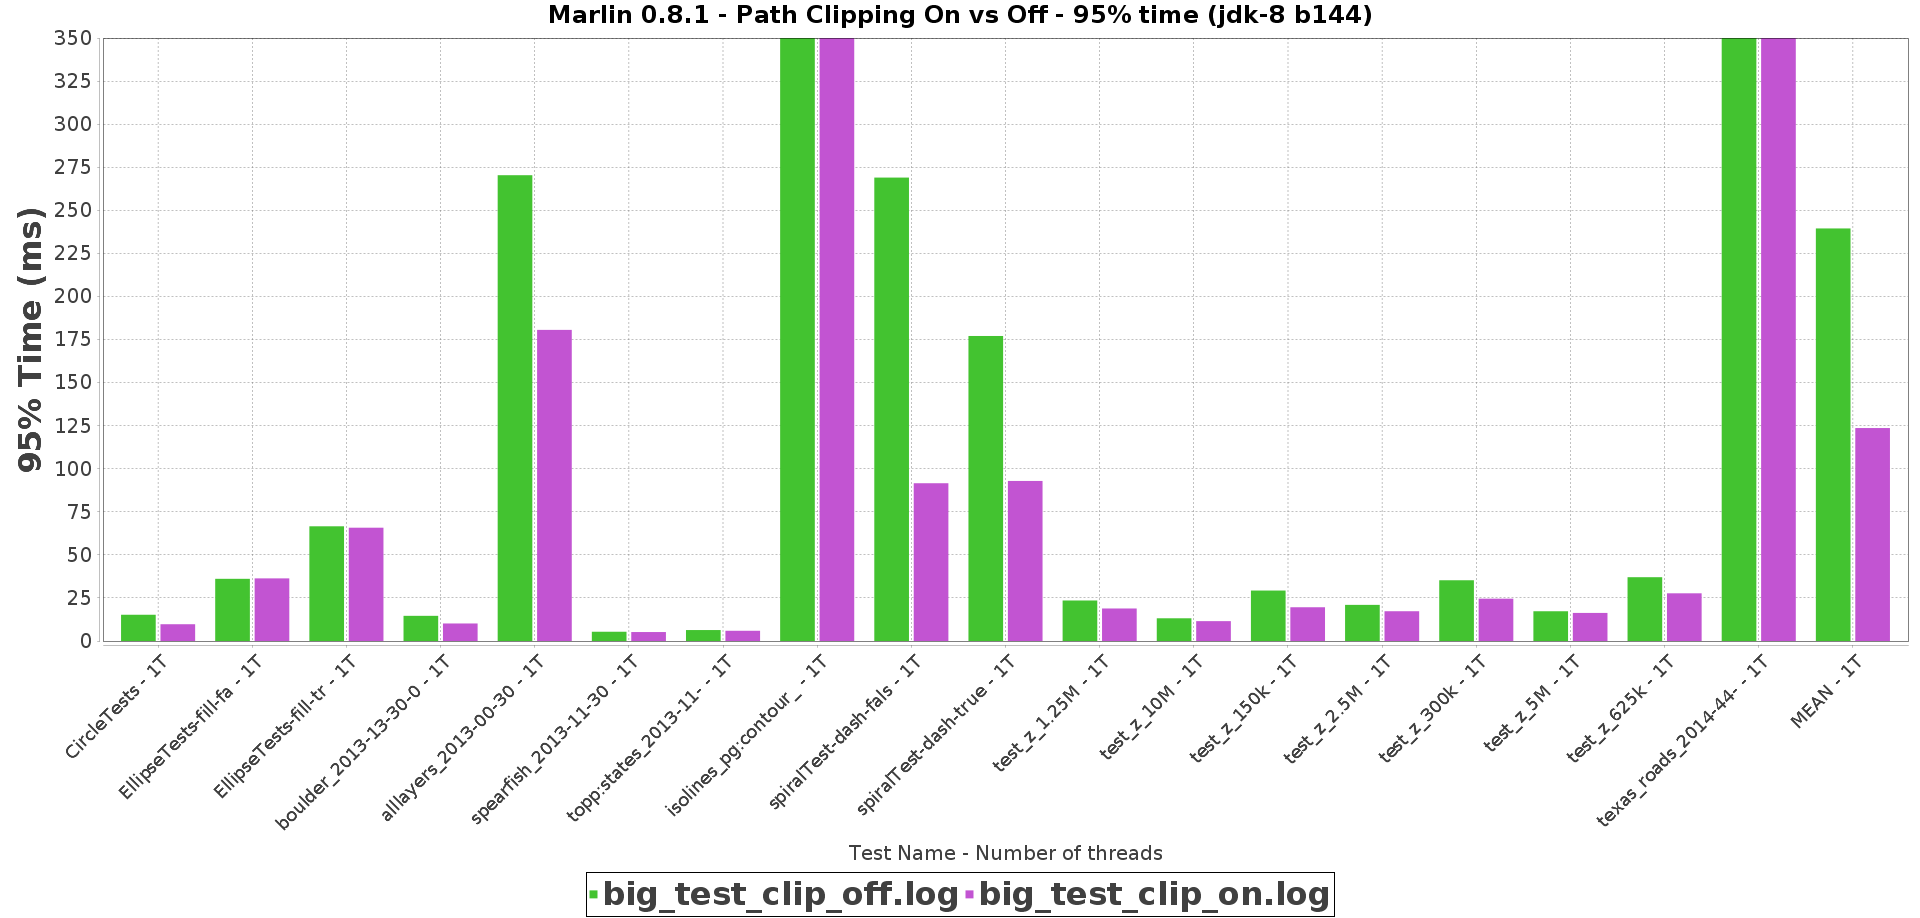 Marlin 0.8.1 - Path Clipping On vs Off - 95% time (jdk-8 b144)
95% Time (ms)
350
325
300
275
250
225
200
175
150
125
100
75
50
25
0
CircleTests - 1T
EllipseTests-fill-fa - 1T
EllipseTests-fill-tr - 1T
boulder_2013-13-30-0 - 1T
alllayers_2013-00-30 - 1T
spearfish_2013-11-30 - 1T
topp:states_2013-11- - 1T
isolines_pg:contour_ - 1T
spiralTest-dash-fals - 1T
spiralTest-dash-true - 1T
test_z_1.25M - 1T
test_z_10M - 1T
test_z_150k - 1T
test_z_2.5M - 1T
test_z_300k - 1T
test_z_5M - 1T
test_z_625k - 1T
texas_roads_2014-44- - 1T
MEAN - 1T
Test Name - Number of threads
big_test_clip_off.log big_test_clip_on.log